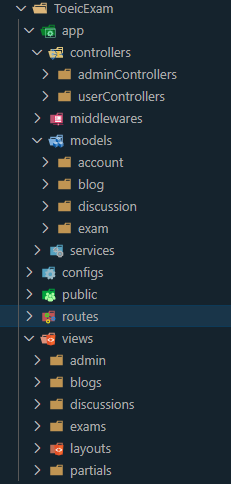 ToeicExam
app
controllers
adminControllers
userControllers
middlewares
models
account
blog
discussion
exam
services
configs
public
routes
views
admin
blogs
discussions
exams
layouts
partials